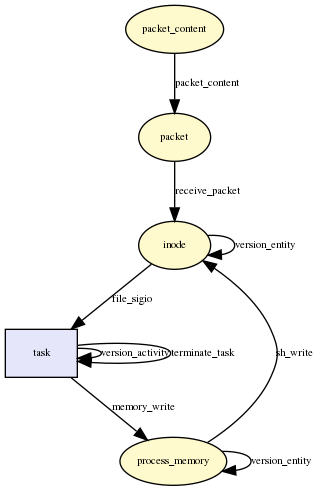 packet_content
packet_content
packet
receive_packet
inode
version_entity
file_sigio
task
version_activity
terminate_task
sh_write
memory_write
process_memory
version_entity